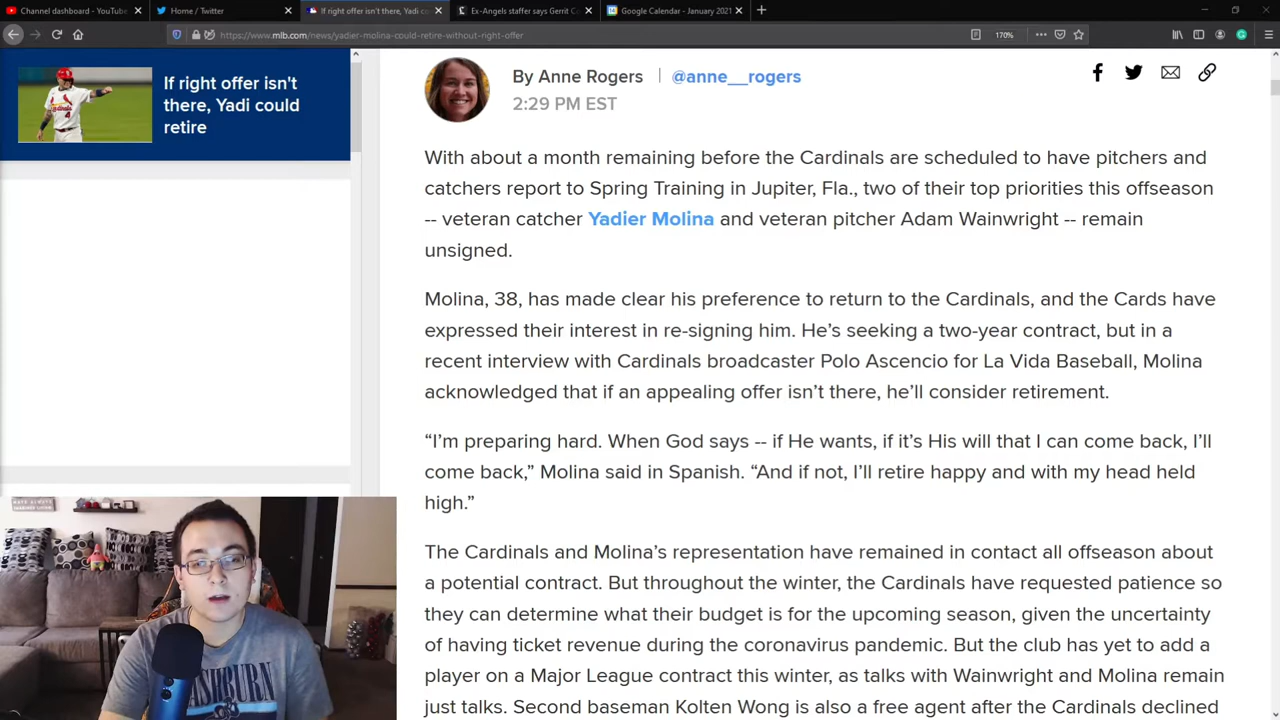 Channel dashboard - YouTube
Home / Twitter
If right offer isn't there, Yadi co
Ex-Angels staffer says Gerrit C
Google Calendar - January 2021
https://www.mlb.com/news/yadier-molina-could-retire-without-right-offer
170%
If right offer isn't
there, Yadi could
retire
By Anne Rogers
@anne__rogers
2:29 PM EST
With about a month remaining before the Cardinals are scheduled to have pitchers and
catchers report to Spring Training in Jupiter, Fla., two of their top priorities this offseason
-- veteran catcher Yadier Molina and veteran pitcher Adam Wainwright -- remain
unsigned.
Molina, 38, has made clear his preference to return to the Cardinals, and the Cards have
expressed their interest in re-signing him. He’s seeking a two-year contract, but in a
recent interview with Cardinals broadcaster Polo Ascencio for La Vida Baseball, Molina
acknowledged that if an appealing offer isn’t there, he’ll consider retirement.
“I’m preparing hard. When God says -- if He wants, if it’s His will that I can come back, I’ll
come back,” Molina said in Spanish. “And if not, I’ll retire happy and with my head held
high.”
The Cardinals and Molina’s representation have remained in contact all offseason about
a potential contract. But throughout the winter, the Cardinals have requested patience so
they can determine what their budget is for the upcoming season, given the uncertainty
of having ticket revenue during the coronavirus pandemic. But the club has yet to add a
player on a Major League contract this winter, as talks with Wainwright and Molina remain
just talks. Second baseman Kolten Wong is also a free agent after the Cardinals declined
WASHBURN